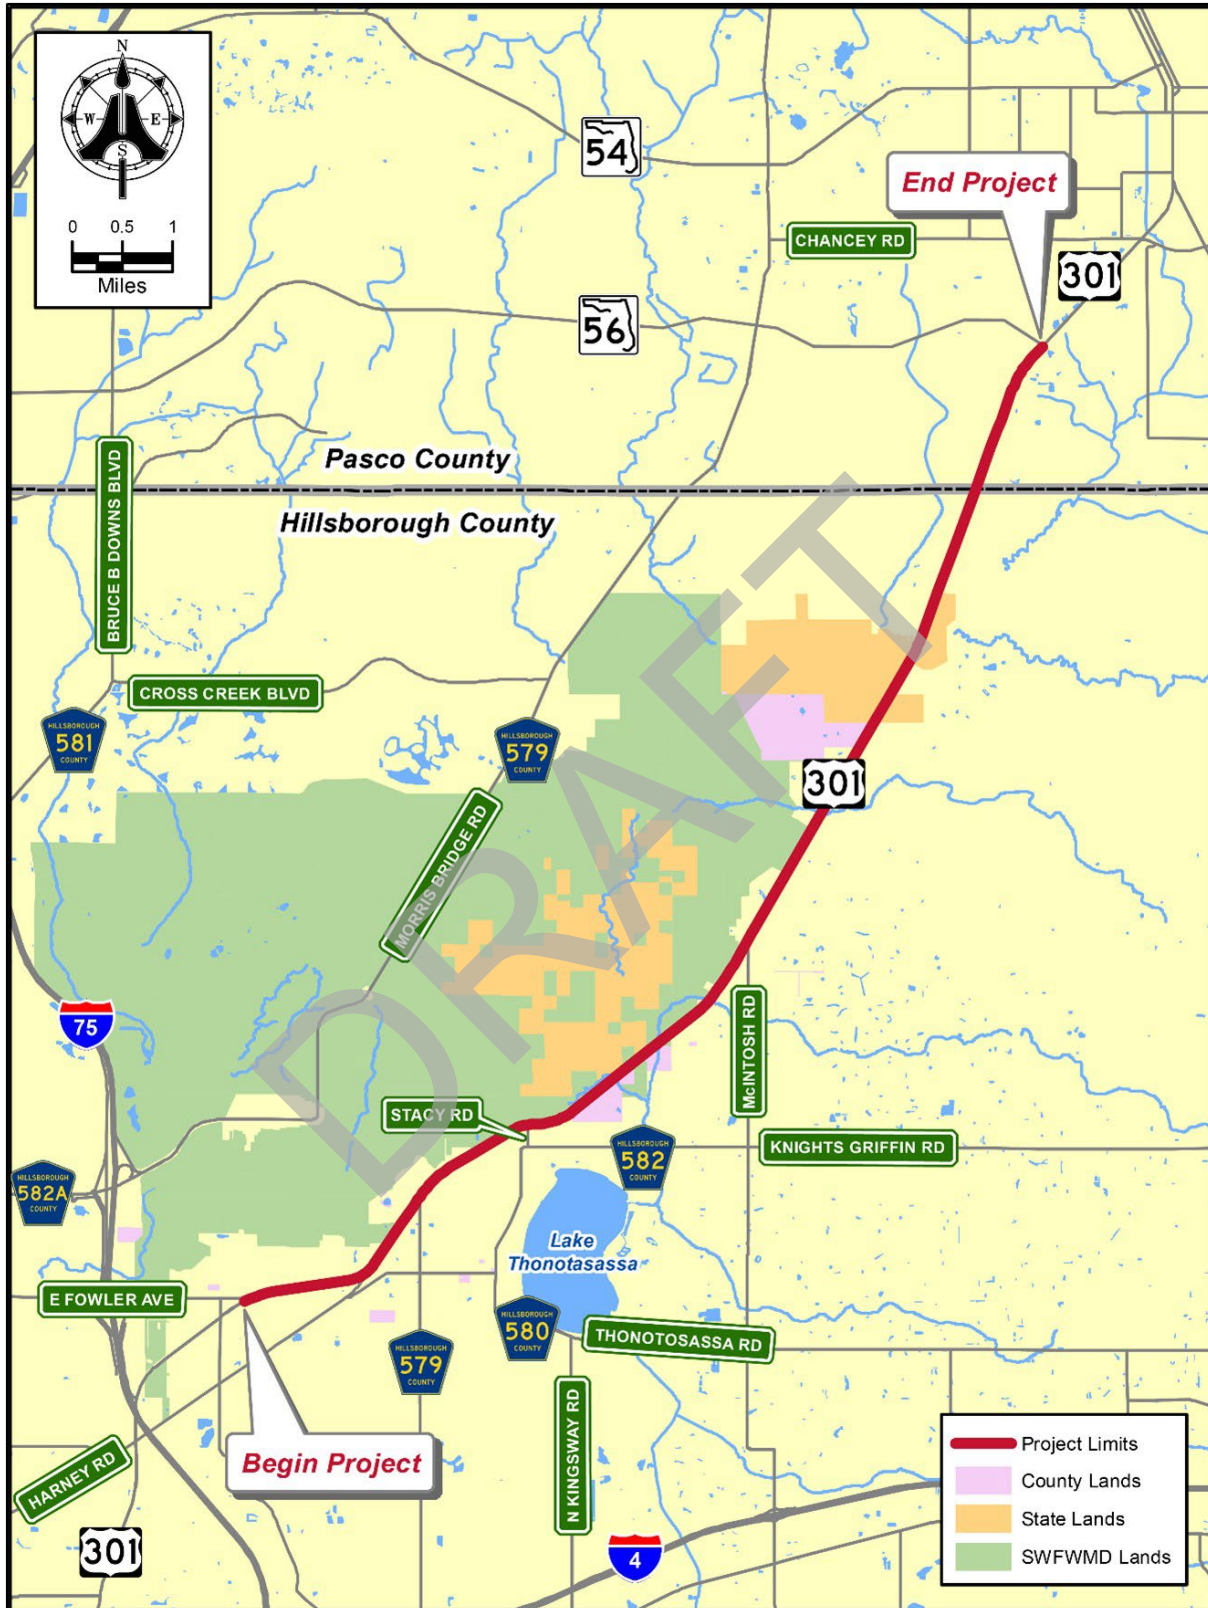 N
W
E
S
0 0.5 1
Miles
54
End Project
CHANCEY RD
301
56
Pasco County
Hillsborough County
BRUCE B DOWNS BLVD
CROSS CREEK BLVD
HILLSBOROUGH
581
COUNTY
HILLSBOROUGH
579
COUNTY
301
MORRIS BRIDGE RD
DRAFT
75
McINTOSH RD
STACY RD
HILLSBOROUGH
582
COUNTY
KNIGHTS GRIFFIN RD
HILLSBOROUGH
582A
COUNTY
Lake
Thonotasassa
E FOWLER AVE
HILLSBOROUGH
580
COUNTY
THONOTOSASSA RD
HILLSBOROUGH
579
COUNTY
N KINGSWAY RD
Begin Project
HARNEY RD
301
4
Project Limits
County Lands
State Lands
SWFWMD Lands